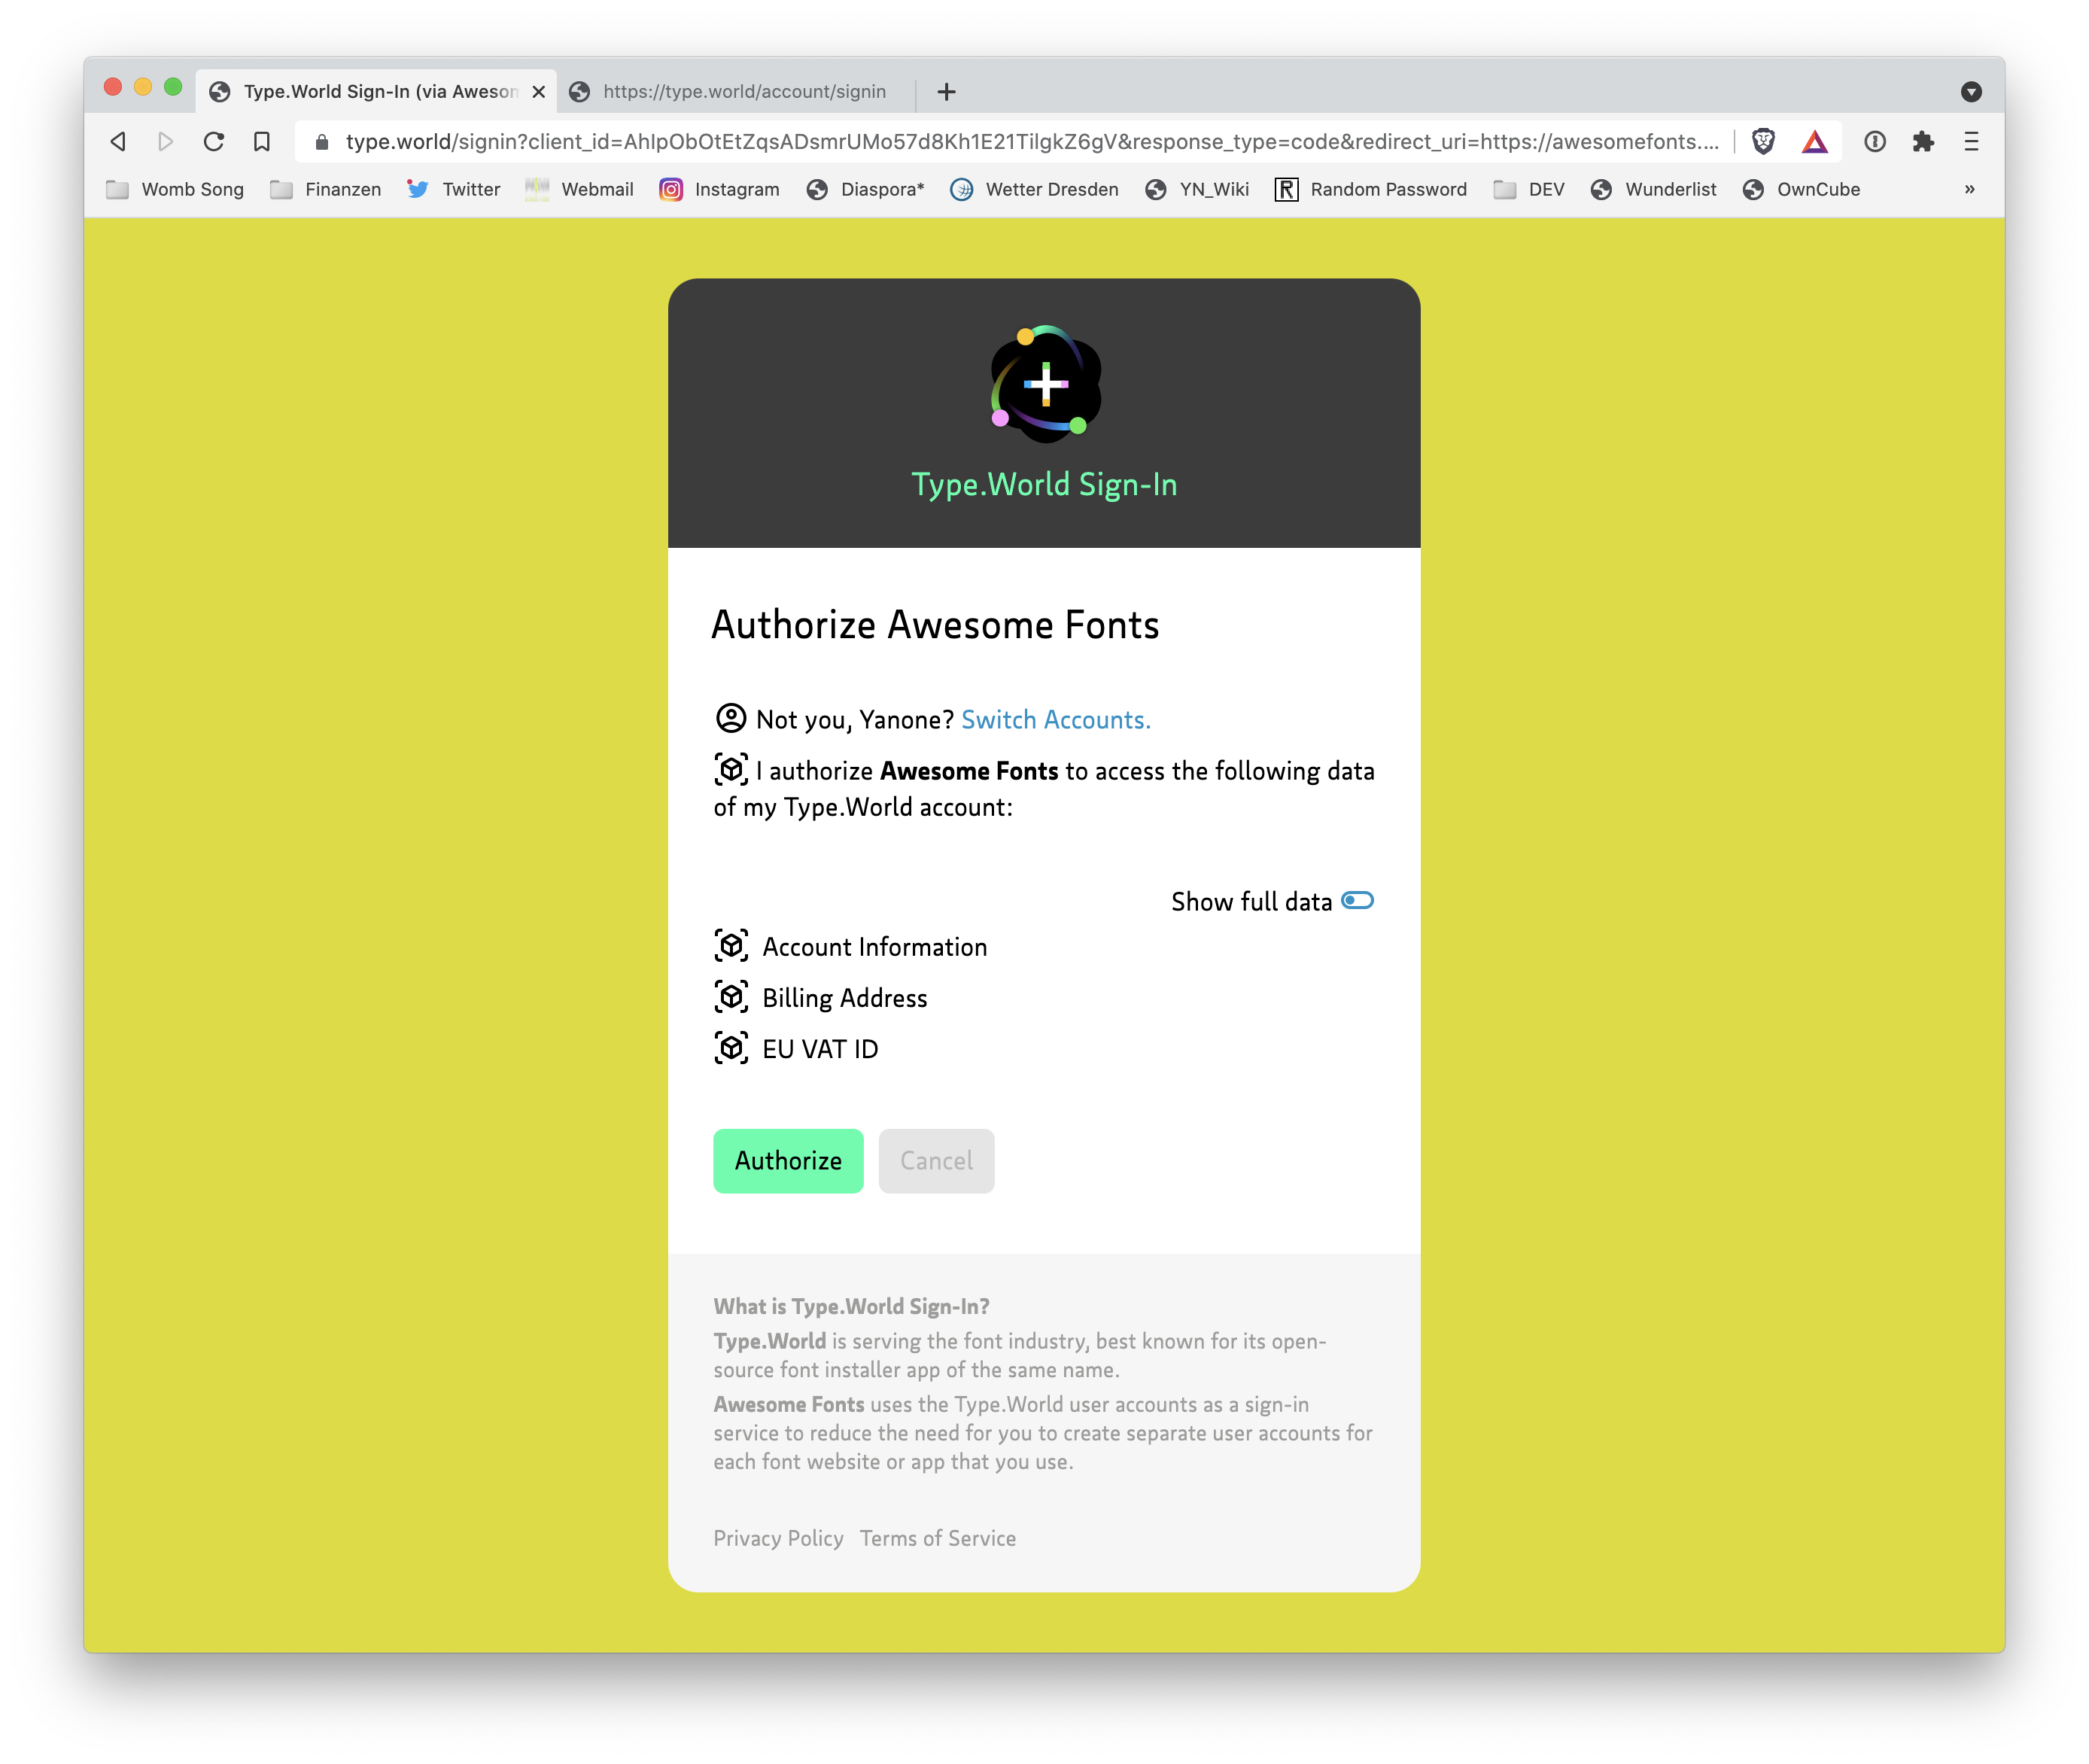 Type.World Sign-In (via Aweson
https://type.world/account/signin
type.world/signin?client_id=AhIpObOtEtZqsADsmrUMo57d8Kh1E21TilgkZ6gV&response_type=code&redirect_uri=https://awesomefonts....
Womb Song Finanzen Twitter Webmail Instagram Diaspora* Wetter Dresden YN_Wiki R Random Password DEV Wunderlist OwnCube »
Type.World Sign-In
Authorize Awesome Fonts
Not you, Yanone? Switch Accounts.
I authorize Awesome Fonts to access the following data
of my Type.World account:
Show full data
Account Information
Billing Address
EU VAT ID
Authorize Cancel
What is Type.World Sign-In?
Type.World is serving the font industry, best known for its open-
source font installer app of the same name.
Awesome Fonts uses the Type.World user accounts as a sign-in
service to reduce the need for you to create separate user accounts for
each font website or app that you use.
Privacy Policy Terms of Service